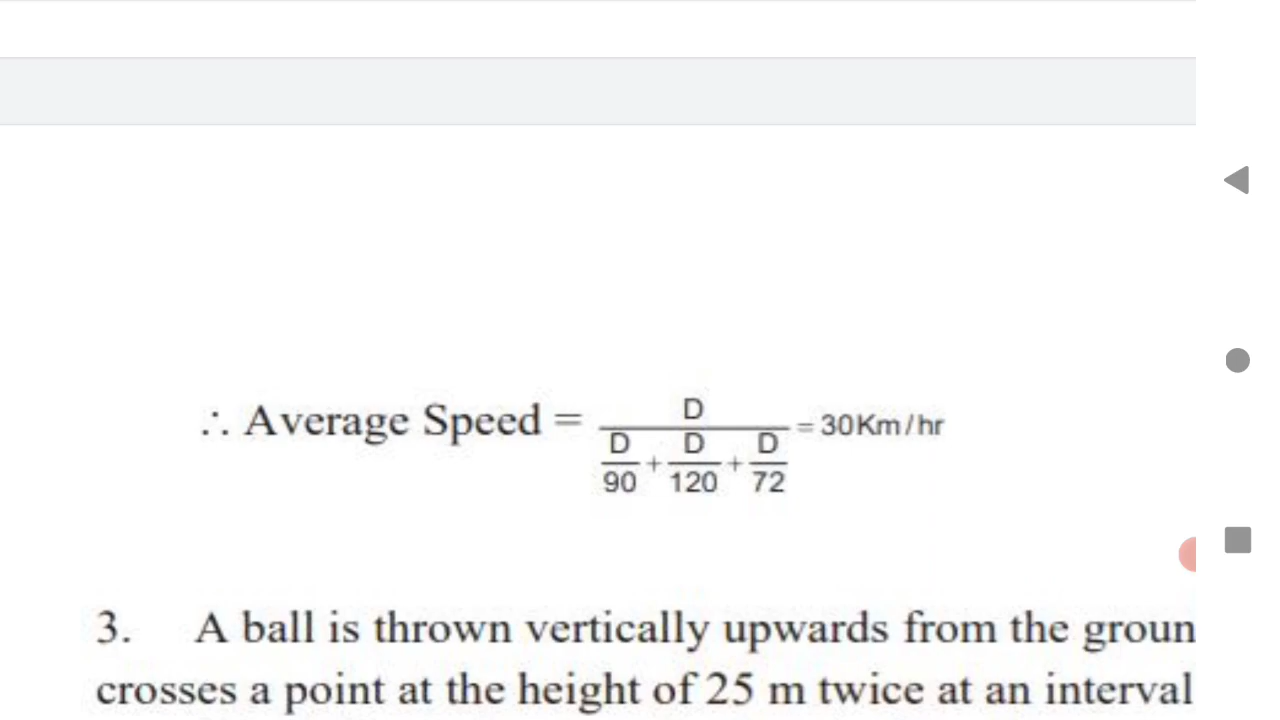 ∴ Average Speed = D / (D/90 + D/120 + D/72) = 30Km/hr
3. A ball is thrown vertically upwards from the groun
crosses a point at the height of 25 m twice at an interval